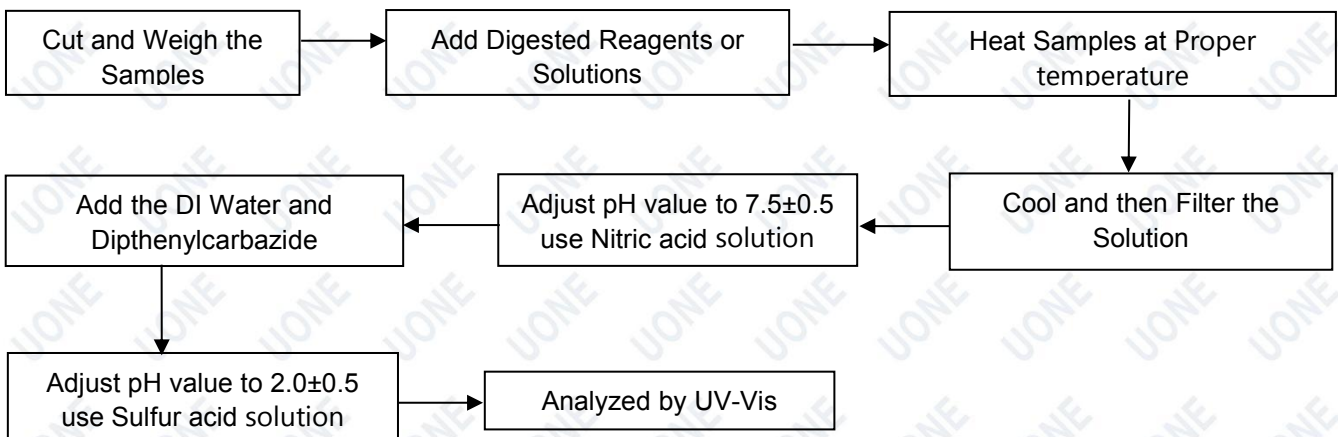 Cut and Weigh the
Samples
Add Digested Reagents or
Solutions
Heat Samples at Proper
temperature
Cool and then Filter the
Solution
Adjust pH value to 7.5±0.5
use Nitric acid solution
Add the DI Water and
Dipthenylcarbazide
Adjust pH value to 2.0±0.5
use Sulfur acid solution
Analyzed by UV-Vis
UONE